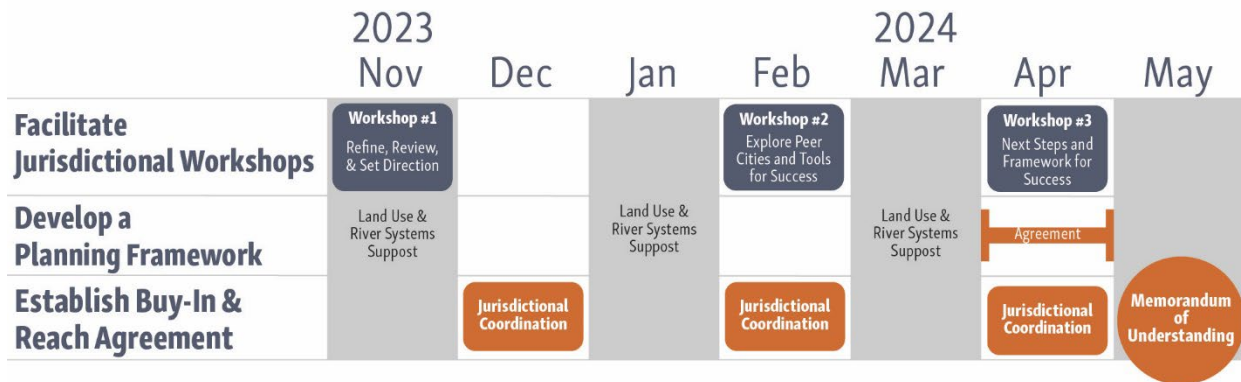 2023
2024
Nov
Dec
Jan
Feb
Mar
Apr
May
Facilitate
Jurisdictional Workshops
Workshop #1
Refine, Review,
& Set Direction
Workshop #2
Explore Peer
Cities and Tools
for Success
Workshop #3
Next Steps and
Framework for
Success
Develop a
Planning Framework
Land Use &
River Systems
Suppost
Land Use &
River Systems
Suppost
Land Use &
River Systems
Suppost
Agreement
Establish Buy-In &
Reach Agreement
Jurisdictional
Coordination
Jurisdictional
Coordination
Jurisdictional
Coordination
Memorandum
of
Understanding